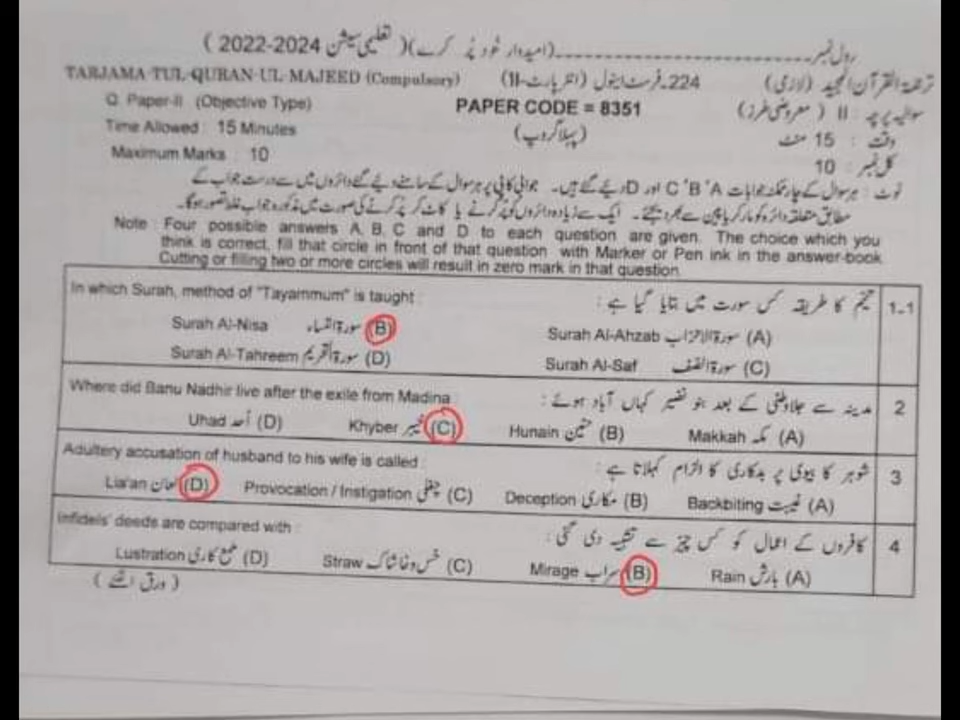 رول نمبر ------------------------ (امیدوار خود پُر کرے) ( تعلیمی سیشن 2024-2022 )
ترجمۃ القرآن المجید (لازمی) 224۔فرسٹ اینول (انٹر پارٹ-II) TARJAMA-TUL-QURAN-UL-MAJEED (Compulsory)
سوالیہ پرچہ : II ( معروضی طرز) PAPER CODE = 8351 Q. Paper-II (Objective Type)
وقت : 15 منٹ (پہلا گروپ) Time Allowed : 15 Minutes
کل نمبر : 10 Maximum Marks : 10
نوٹ : ہر سوال کے چار ممکنہ جوابات A ' B ' C اور D دیئے گئے ہیں۔ جوابی کاپی پر ہر سوال کے سامنے دیئے گئے دائروں میں سے درست جواب کے
مطابق متعلقہ دائرہ کو مارکر یا پین سے بھر دیجئے۔ ایک سے زیادہ دائروں کو پُر کرنے یا کاٹ کر پُر کرنے کی صورت میں مذکورہ جواب غلط تصور ہو گا۔
Note : Four possible answers A, B, C and D to each question are given. The choice which you
think is correct, fill that circle in front of that question with Marker or Pen ink in the answer-book.
Cutting or filling two or more circles will result in zero mark in that question.
1-1 تیمم کا طریقہ کس سورت میں بتایا گیا ہے : In which Surah, method of "Tayammum" is taught :
(A) سورۃ الاحزاب Surah Al-Ahzab (B) سورۃ النساء Surah Al-Nisa
(C) سورۃ الصف Surah Al-Saf (D) سورۃ التحریم Surah Al-Tahreem
2 مدینہ سے جلاوطنی کے بعد بنو نضیر کہاں آباد ہوئے : Where did Banu Nadhir live after the exile from Madina :
(A) مکہ Makkah (B) حنین Hunain (C) خیبر Khyber (D) اُحد Uhad
3 شوہر کا بیوی پر بدکاری کا الزام کہلاتا ہے : Adultery accusation of husband to his wife is called :
(A) غیبت Backbiting (B) مکاری Deception (C) چغلی Provocation / Instigation (D) لعان Lia'an
4 کافروں کے اعمال کو کس چیز سے تشبیہ دی گئی : Infidels' deeds are compared with :
(A) بارش Rain (B) سراب Mirage (C) خس و خاشاک Straw (D) ملمع کاری Lustration
( ورق الٹئے )